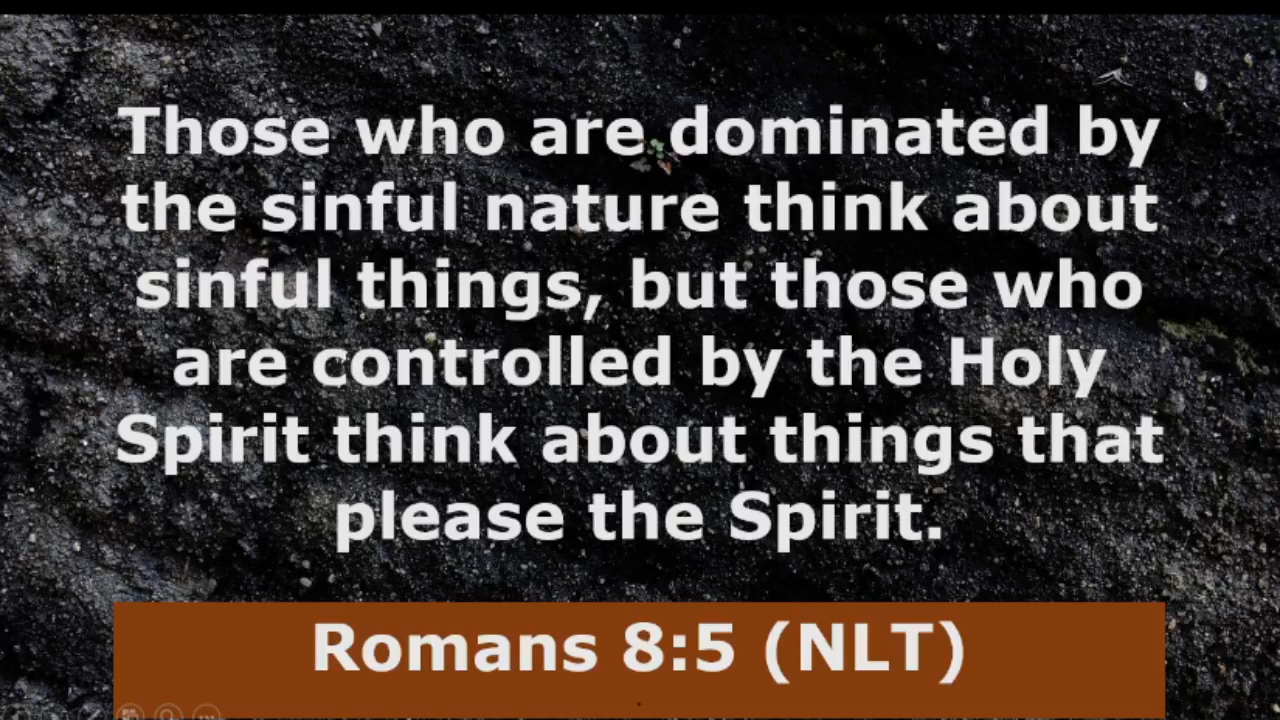 Those who are dominated by
the sinful nature think about
sinful things, but those who
are controlled by the Holy
Spirit think about things that
please the Spirit.
Romans 8:5 (NLT)